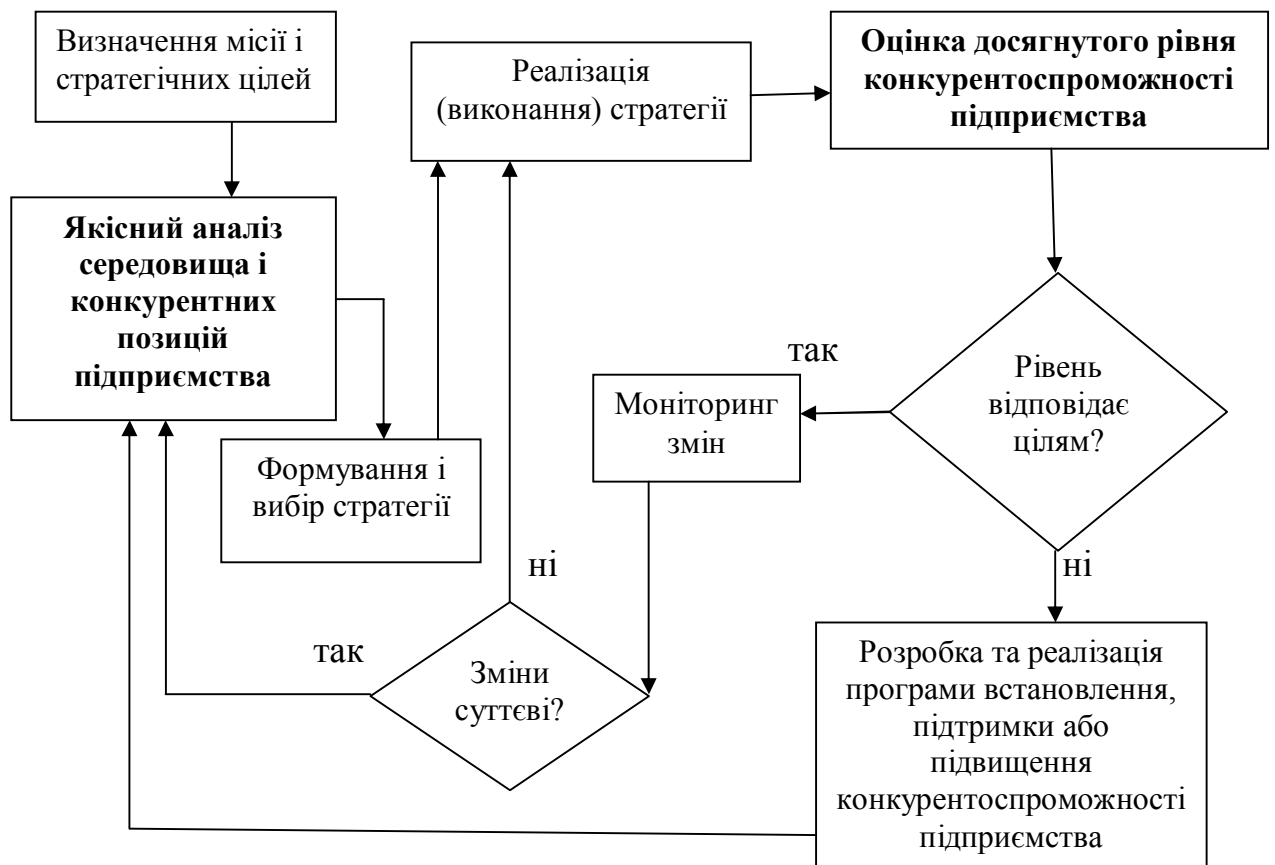 Визначення місії і
стратегічних цілей
Реалізація
(виконання) стратегії
Оцінка досягнутого рівня
конкурентоспроможності
підприємства
Якісний аналіз
середовища і
конкурентних
позицій
підприємства
Формування і
вибір стратегії
Моніторинг
змін
так
Рівень
відповідає
цілям?
ні
ні
так
Зміни
суттєві?
Розробка та реалізація
програми встановлення,
підтримки або
підвищення
конкурентоспроможності
підприємства